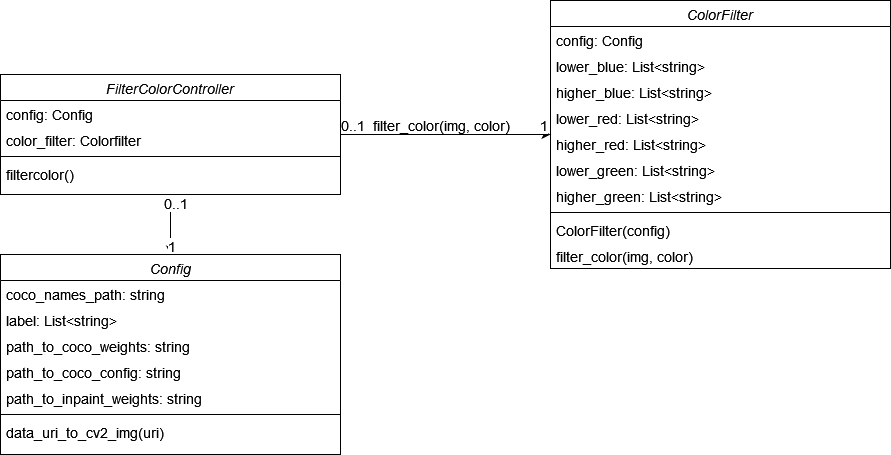 FilterColorController
config: Config
color_filter: Colorfilter
filtercolor()
0..1 filter_color(img, color) 1
ColorFilter
config: Config
lower_blue: List<string>
higher_blue: List<string>
lower_red: List<string>
higher_red: List<string>
lower_green: List<string>
higher_green: List<string>
ColorFilter(config)
filter_color(img, color)
0..1
1
Config
coco_names_path: string
label: List<string>
path_to_coco_weights: string
path_to_coco_config: string
path_to_inpaint_weights: string
data_uri_to_cv2_img(uri)